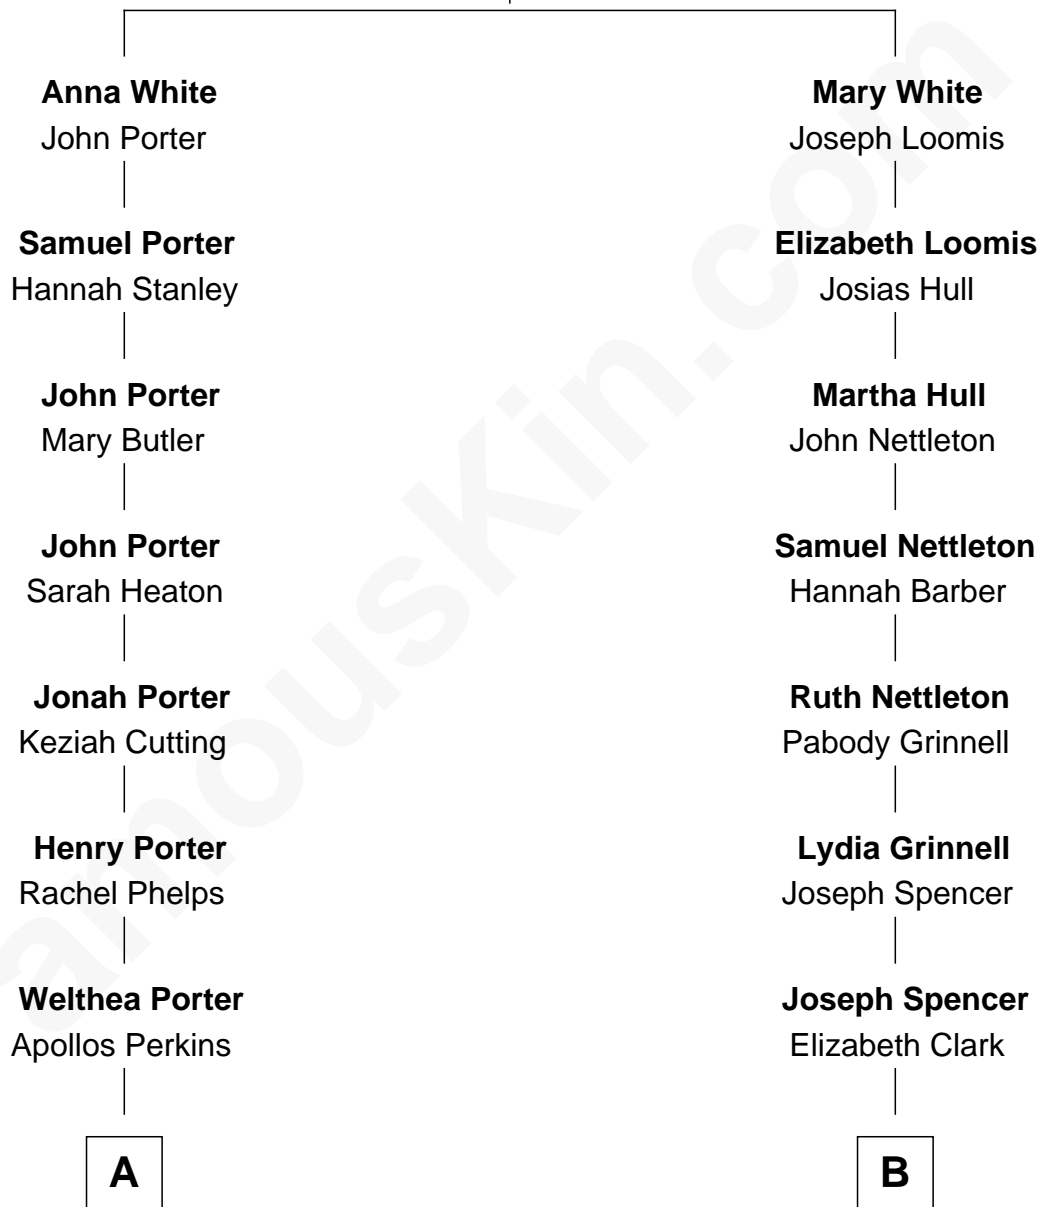 Anna White
John Porter
Samuel Porter
Hannah Stanley
John Porter
Mary Butler
John Porter
Sarah Heaton
Jonah Porter
Keziah Cutting
Henry Porter
Rachel Phelps
Welthea Porter
Apollos Perkins
A
Mary White
Joseph Loomis
Elizabeth Loomis
Josias Hull
Martha Hull
John Nettleton
Samuel Nettleton
Hannah Barber
Ruth Nettleton
Pabody Grinnell
Lydia Grinnell
Joseph Spencer
Joseph Spencer
Elizabeth Clark
B
amousKin.com